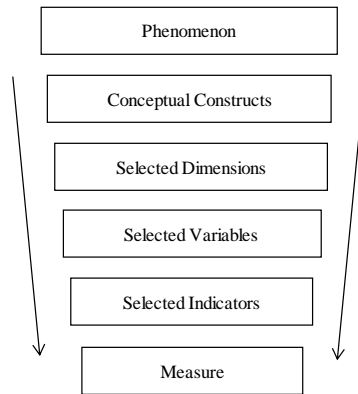 Phenomenon
Conceptual Constructs
Selected Dimensions
Selected Variables
Selected Indicators
Measure